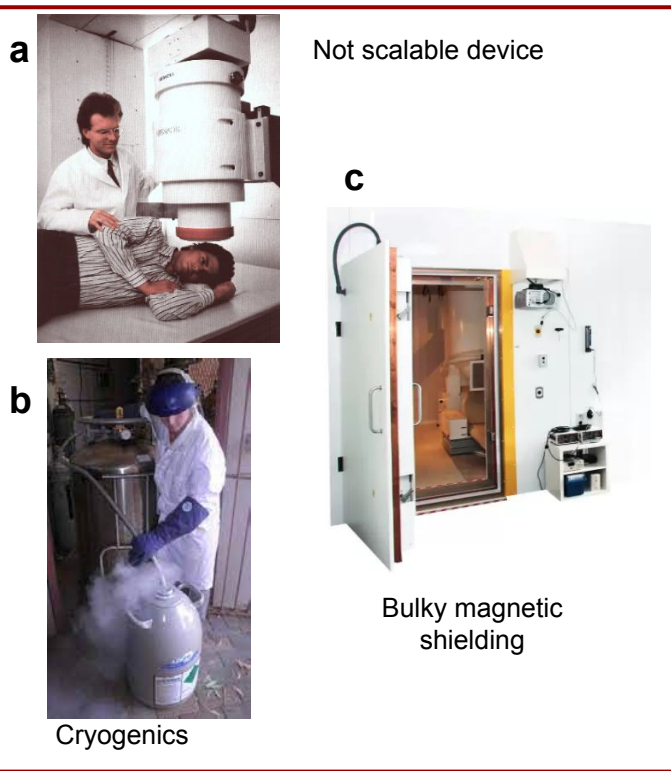 a
Not scalable device
c
b
Bulky magnetic
shielding
Cryogenics